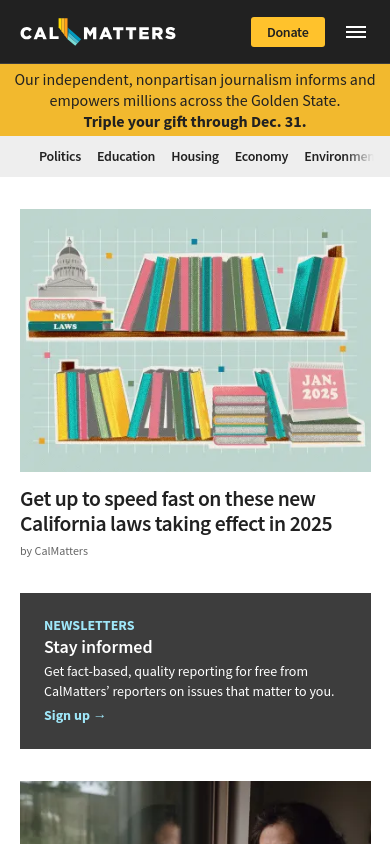 CALMATTERS
Donate
Our independent, nonpartisan journalism informs and
empowers millions across the Golden State.
Triple your gift through Dec. 31.
Politics Education Housing Economy
NEW
LAWS
JAN.
2025
Get up to speed fast on these new
California laws taking effect in 2025
by CalMatters
NEWSLETTERS
Stay informed
Get fact-based, quality reporting for free from
CalMatters’ reporters on issues that matter to you.
Sign up →